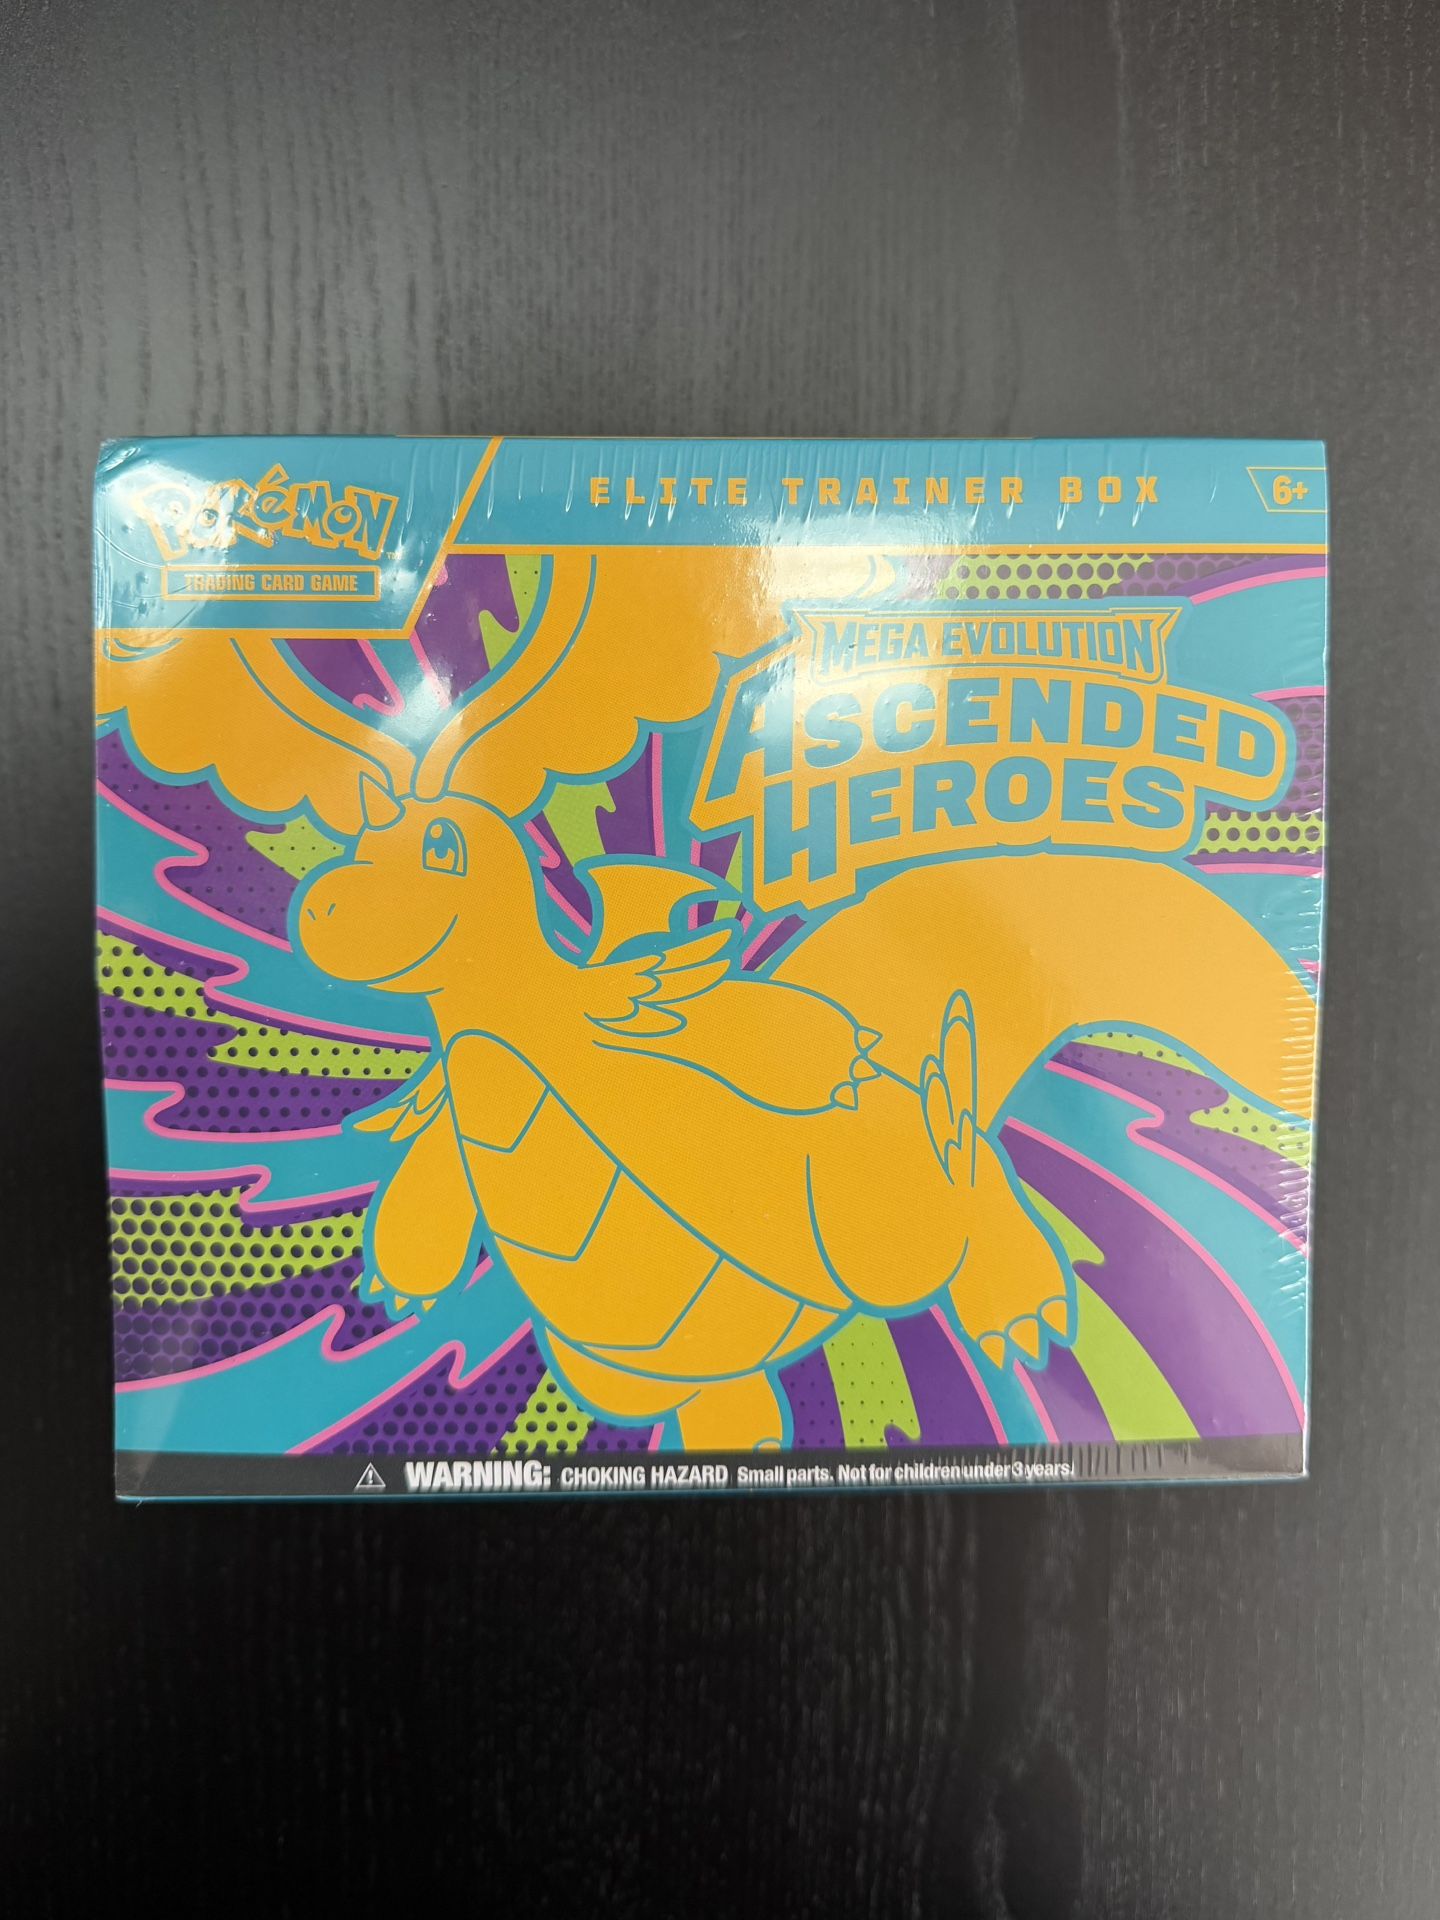 POKéMON
TRADING CARD GAME
ELITE TRAINER BOX
6+
MEGA EVOLUTION
ASCENDED
HEROES
WARNING: CHOKING HAZARD Small parts. Not for children under 3 years.